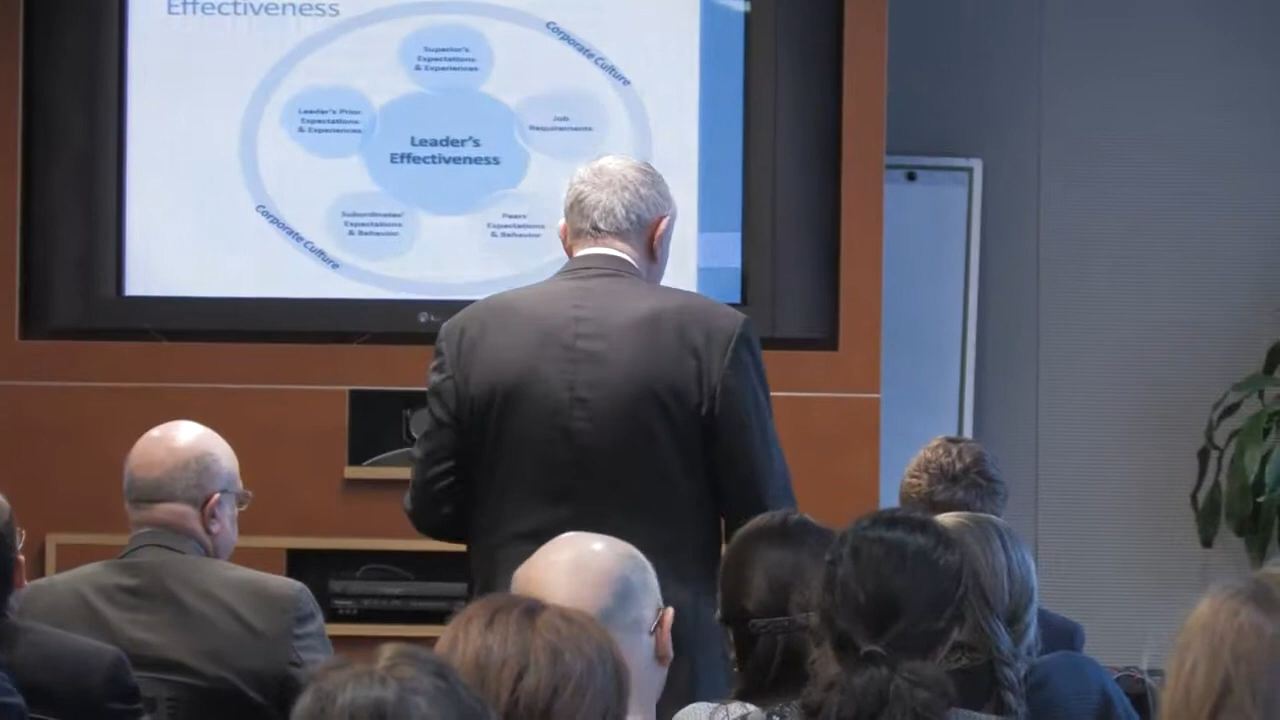 Effectiveness
Corporate Culture
Superior's
Expectations
& Experiences
Leader's Prior
Expectations
& Experiences
Job
Requirements
Leader's
Effectiveness
Subordinates'
Expectations
& Behavior
Peers'
Expectations
& Behavior
Corporate Culture